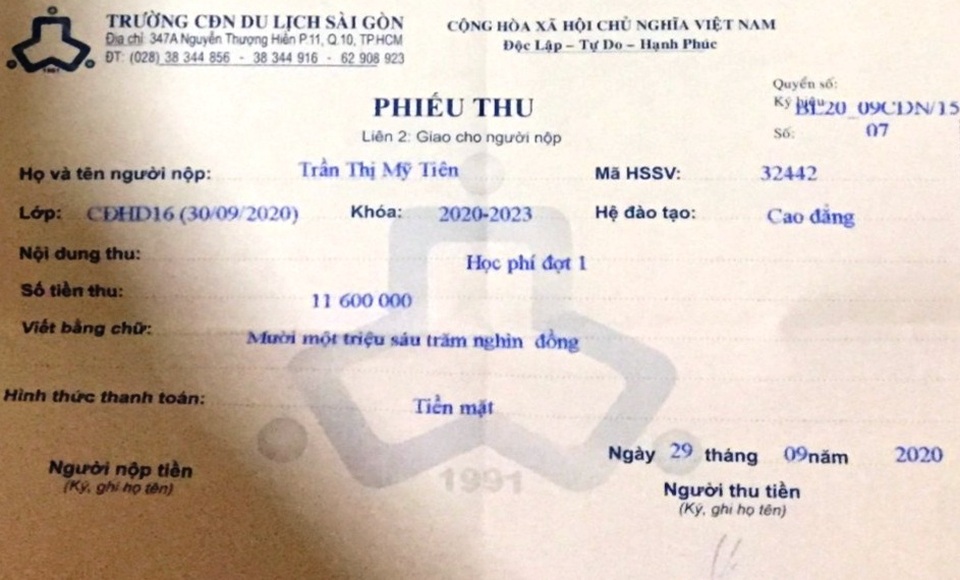 TRƯỜNG CĐN DU LỊCH SÀI GÒN
Địa chỉ: 347A Nguyễn Thượng Hiền P.11, Q.10, TP.HCM
ĐT: (028) 38 344 856 - 38 344 916 - 62 908 923
1991
CỘNG HÒA XÃ HỘI CHỦ NGHĨA VIỆT NAM
Độc Lập – Tự Do – Hạnh Phúc
PHIẾU THU
Liên 2: Giao cho người nộp
Quyển số:
Ký hiệu: BL20_09CDN/15
Số: 07
Họ và tên người nộp: Trần Thị Mỹ Tiên Mã HSSV: 32442
Lớp: CĐHD16 (30/09/2020) Khóa: 2020-2023 Hệ đào tạo: Cao đẳng
Nội dung thu: Học phí đợt 1
Số tiền thu: 11 600 000
Viết bằng chữ: Mười một triệu sáu trăm nghìn đồng
Hình thức thanh toán: Tiền mặt
Ngày 29 tháng 09 năm 2020
1991
Người nộp tiền
(Ký, ghi họ tên)
Người thu tiền
(Ký, ghi họ tên)